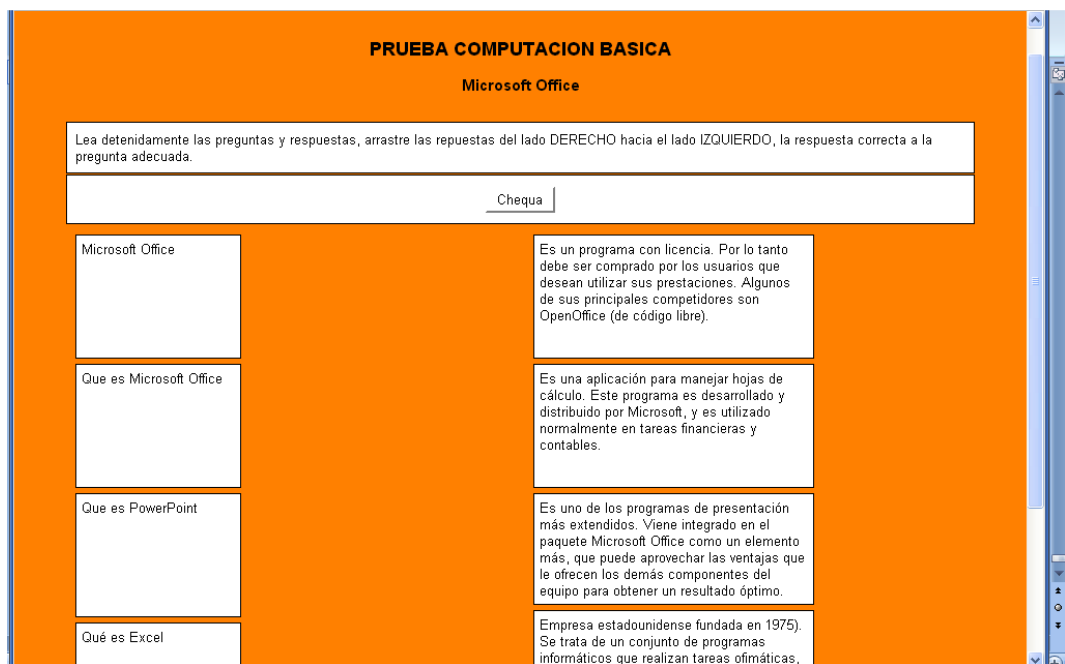 PRUEBA COMPUTACION BASICA
Microsoft Office
Lea detenidamente las preguntas y respuestas, arrastre las repuestas del lado DERECHO hacia el lado IZQUIERDO, la respuesta correcta a la
pregunta adecuada.
Chequa
Microsoft Office
Es un programa con licencia. Por lo tanto
debe ser comprado por los usuarios que
desean utilizar sus prestaciones. Algunos
de sus principales competidores son
OpenOffice (de código libre).
Que es Microsoft Office
Es una aplicación para manejar hojas de
cálculo. Este programa es desarrollado y
distribuido por Microsoft, y es utilizado
normalmente en tareas financieras y
contables.
Que es PowerPoint
Es uno de los programas de presentación
más extendidos. Viene integrado en el
paquete Microsoft Office como un elemento
más, que puede aprovechar las ventajas que
le ofrecen los demás componentes del
equipo para obtener un resultado óptimo.
Qué es Excel
Empresa estadounidense fundada en 1975).
Se trata de un conjunto de programas
informáticos que realizan tareas ofimáticas,